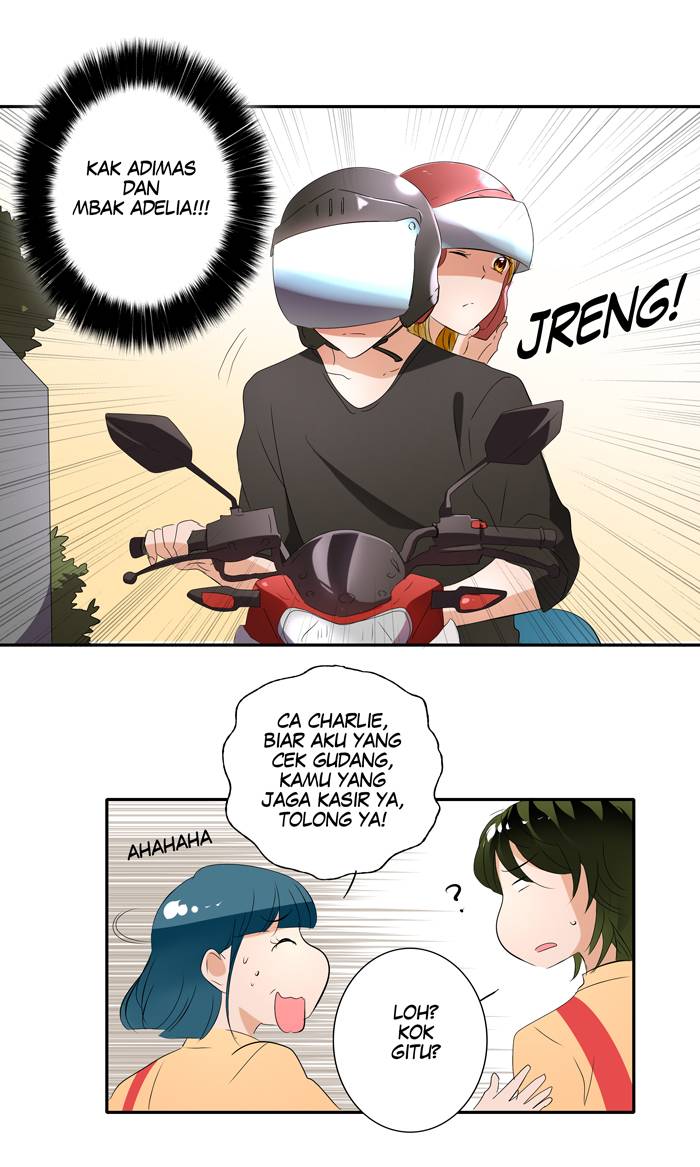 KAK ADIMAS
DAN
MBAK ADELIA!!!
JRENG!
CA CHARLIE,
BIAR AKU YANG
CEK GUDANG,
KAMU YANG
JAGA KASIR YA,
TOLONG YA!
AHAHAHA
?
LOH?
KOK
GITU?